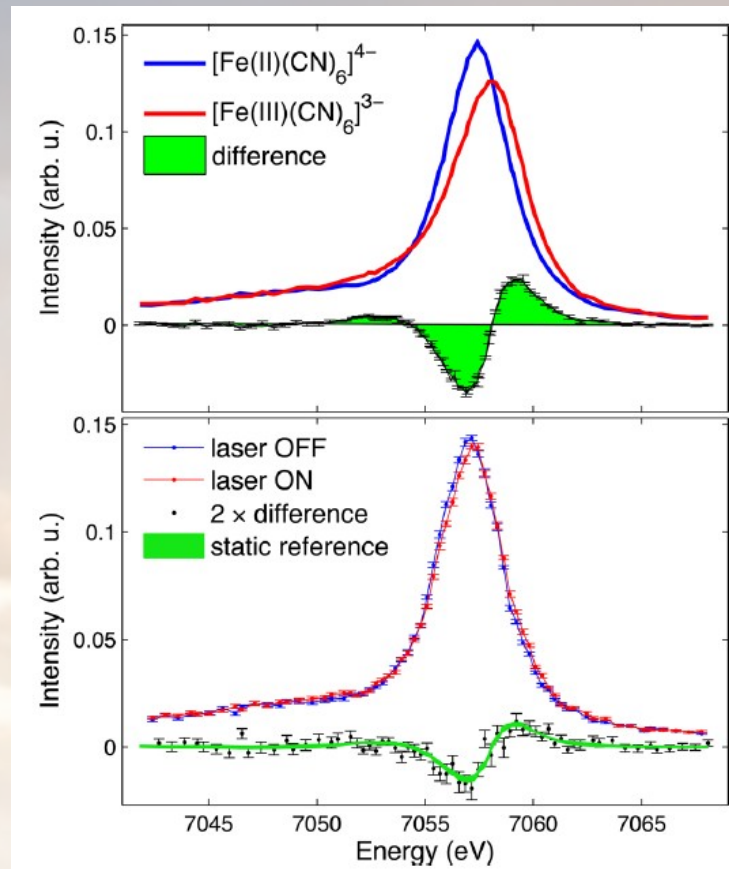 0.15
0.1
0.05
0
Intensity (arb. u.)
[Fe(II)(CN)₆]⁴⁻
[Fe(III)(CN)₆]³⁻
difference
0.15
0.1
0.05
0
Intensity (arb. u.)
laser OFF
laser ON
2 × difference
static reference
7045 7050 7055 7060 7065
Energy (eV)